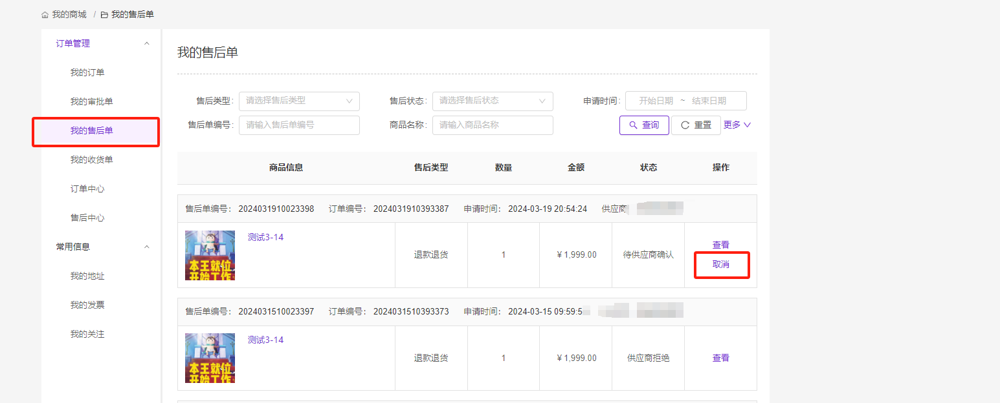 我的商城 / 我的售后单
订单管理
我的订单
我的审批单
我的售后单
我的收货单
订单中心
售后中心
常用信息
我的地址
我的发票
我的关注
我的售后单
售后类型: 请选择售后类型 售后状态: 请选择售后状态 申请时间: 开始日期 ~ 结束日期
售后单编号: 请输入售后单编号 商品名称: 请输入商品名称 查询 重置 更多
商品信息 售后类型 数量 金额 状态 操作
售后单编号: 2024031910023398 订单编号: 2024031910393387 申请时间: 2024-03-19 20:54:24 供应商
测试3-14
本王就位
开始工作
退款退货 1 ¥ 1,999.00 待供应商确认 查看
取消
售后单编号: 2024031510023397 订单编号: 2024031510393373 申请时间: 2024-03-15 09:59:5
测试3-14
本王就位
开始工作
退款退货 1 ¥ 1,999.00 供应商拒绝 查看